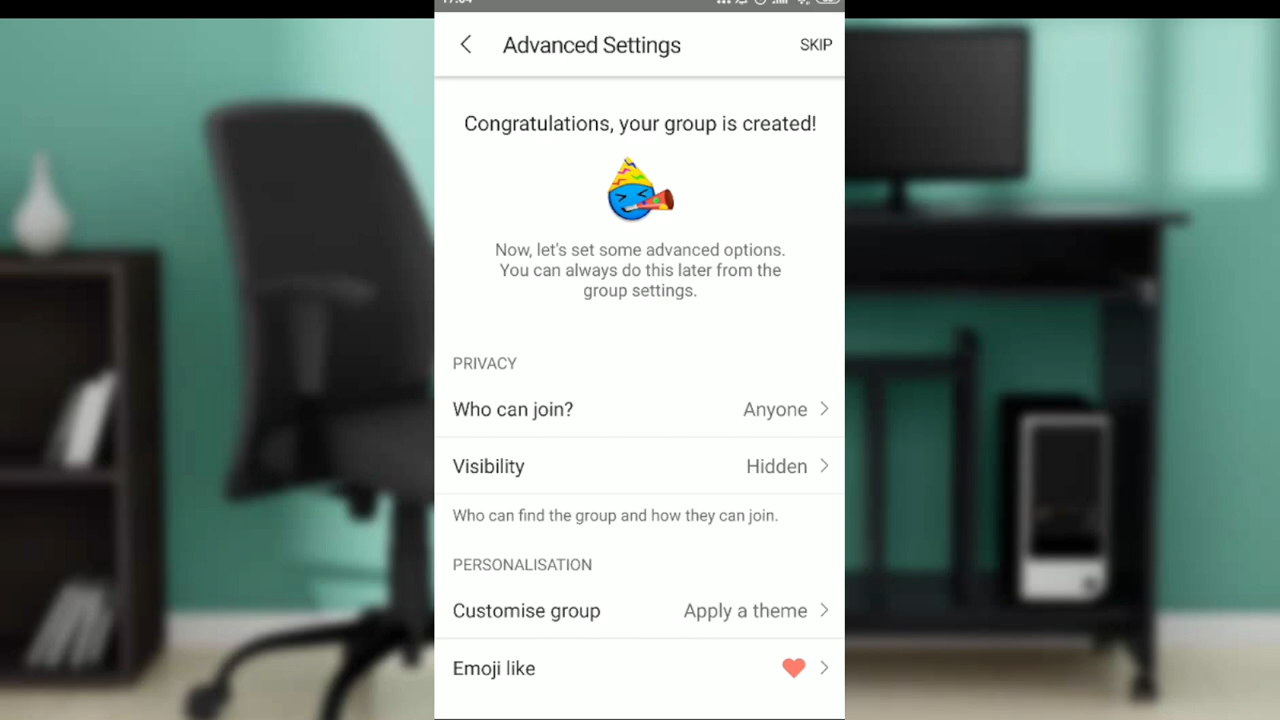 Advanced Settings
SKIP
Congratulations, your group is created!
Now, let's set some advanced options.
You can always do this later from the
group settings.
PRIVACY
Who can join? Anyone
Visibility Hidden
Who can find the group and how they can join.
PERSONALISATION
Customise group Apply a theme
Emoji like